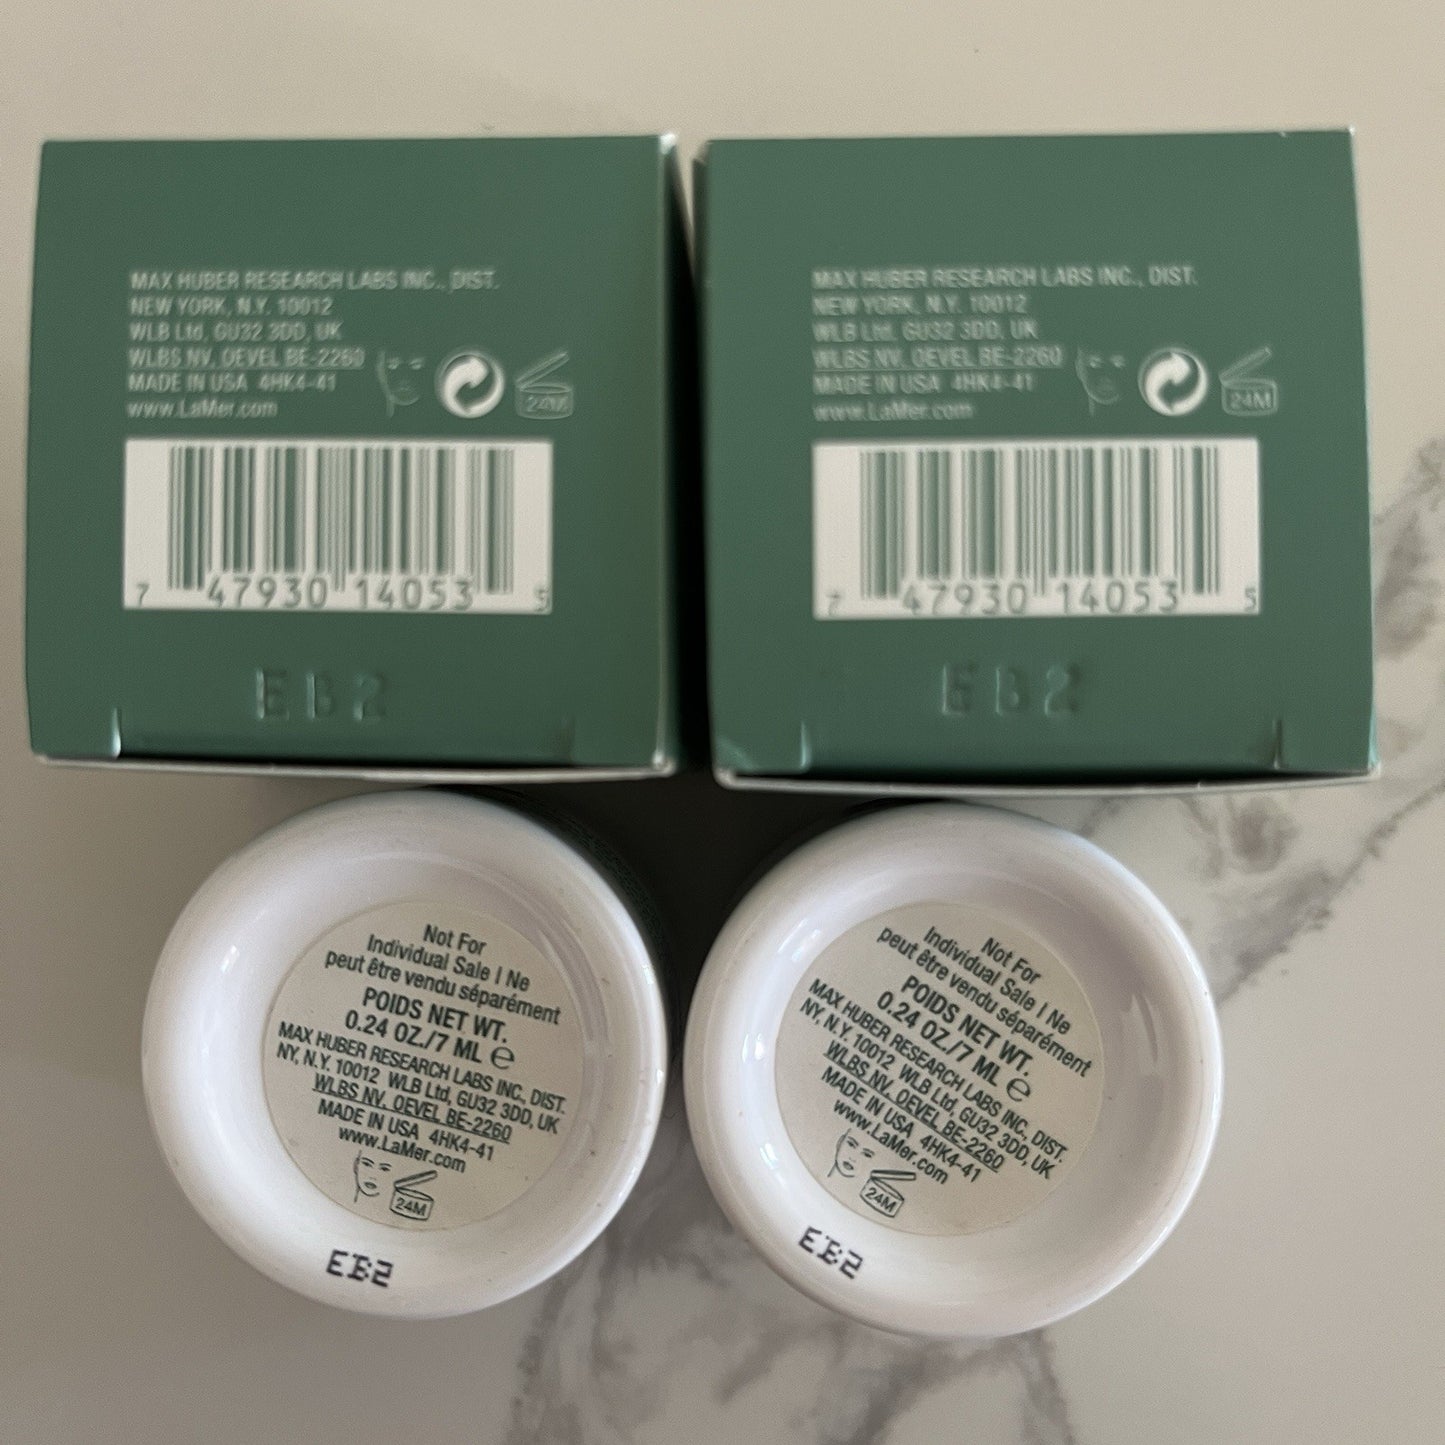 MAX HUBER RESEARCH LABS INC., DIST.
NEW YORK, N.Y. 10012
WLB Ltd, GU32 3DD, UK
WLBS NV, OEVEL BE-2260
MADE IN USA 4HK4-41
www.LaMer.com
24M
7 47930 14053 5
EB2
MAX HUBER RESEARCH LABS INC., DIST.
NEW YORK, N.Y. 10012
WLB Ltd. GU32 3DD, UK
WLBS NV, OEVEL BE-2260
MADE IN USA 4HK4-41
www.LaMer.com
24M
7 47930 14053 5
EB2
Not For
Individual Sale | Ne
peut être vendu séparément
POIDS NET WT.
0.24 OZ./7 ML e
MAX HUBER RESEARCH LABS INC, DIST.
NY, N.Y. 10012 WLB Ltd, GU32 3DD, UK
WLBS NV, OEVEL BE-2260
MADE IN USA 4HK4-41
www.LaMer.com
24M
EB2
Not For
Individual Sale | Ne
peut être vendu séparément
POIDS NET WT.
0.24 OZ./7 ML e
MAX HUBER RESEARCH LABS INC, DIST.
NY, N.Y. 10012 WLB Ltd, GU32 3DD, UK
WLBS NV, OEVEL BE-2260
MADE IN USA 4HK4-41
www.LaMer.com
24M
EB2